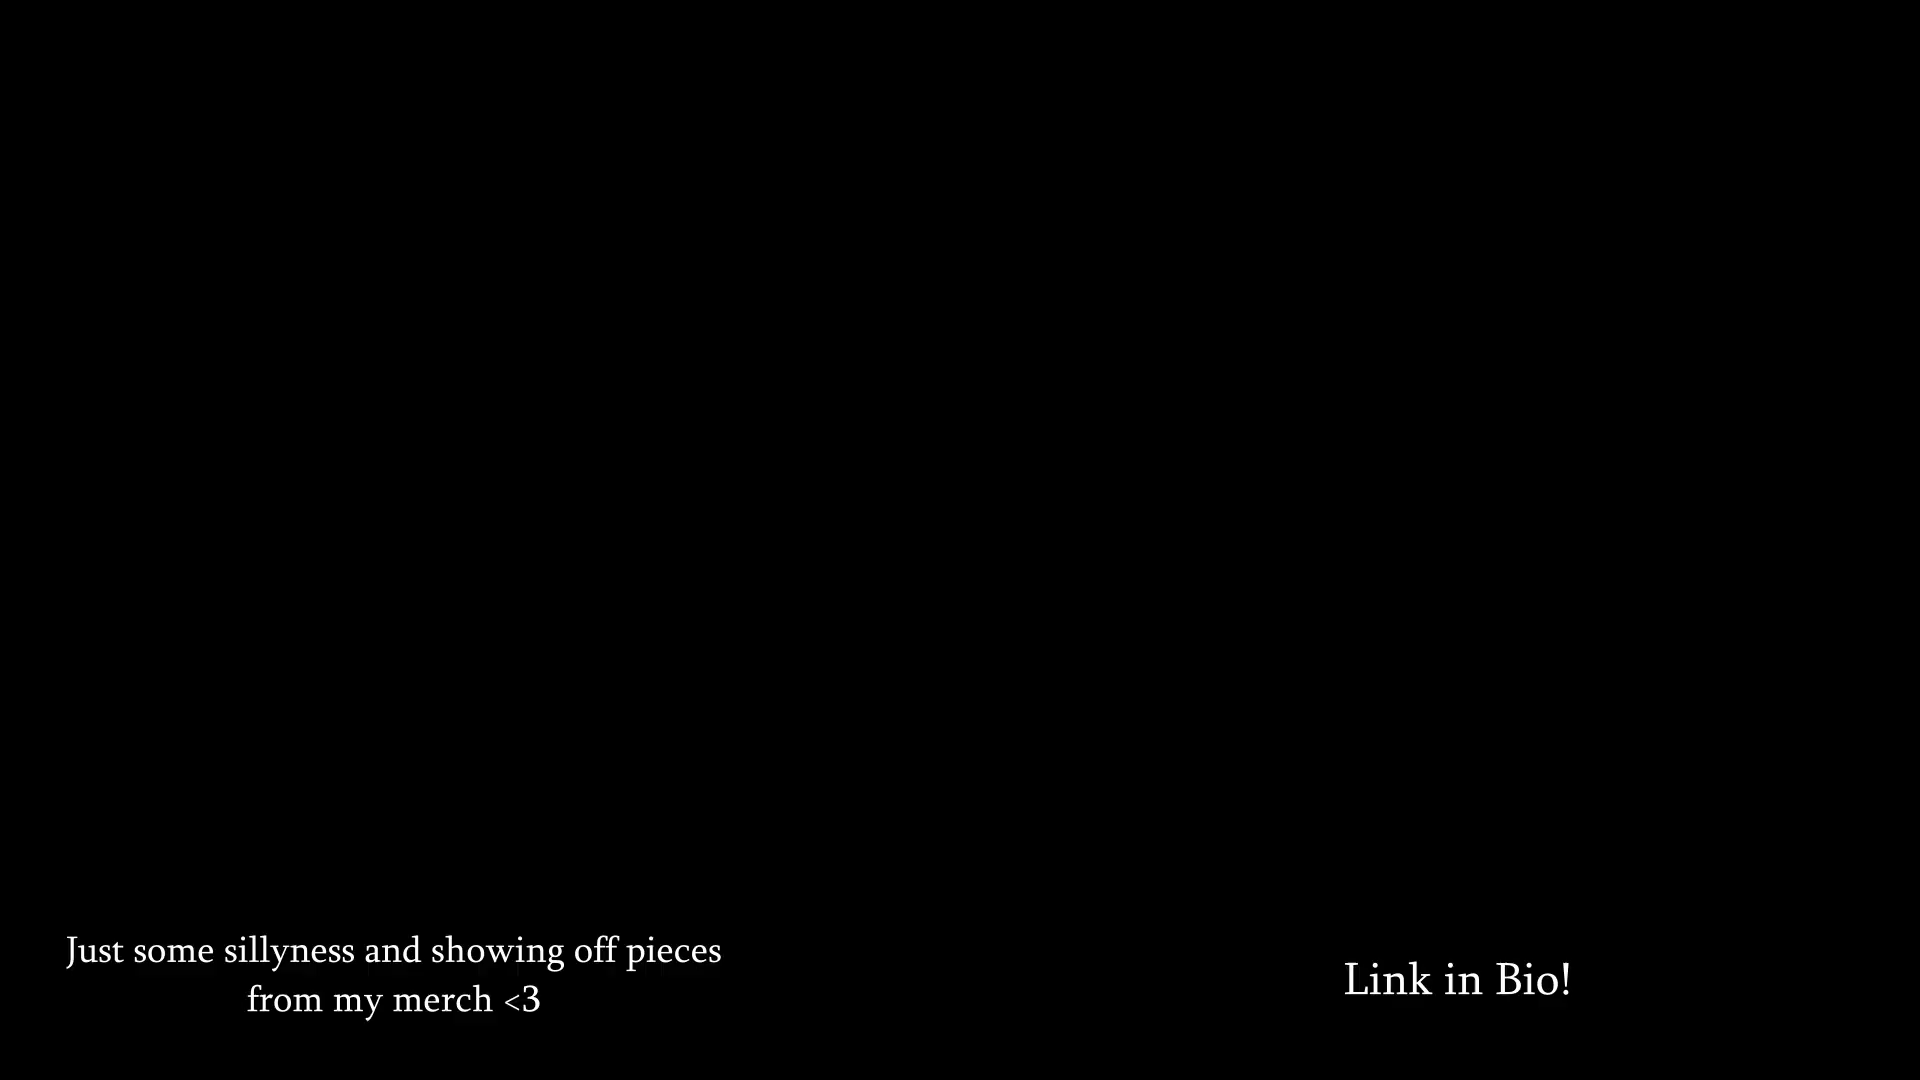 Just some sillyness and showing off pieces
from my merch <3
Link in Bio!